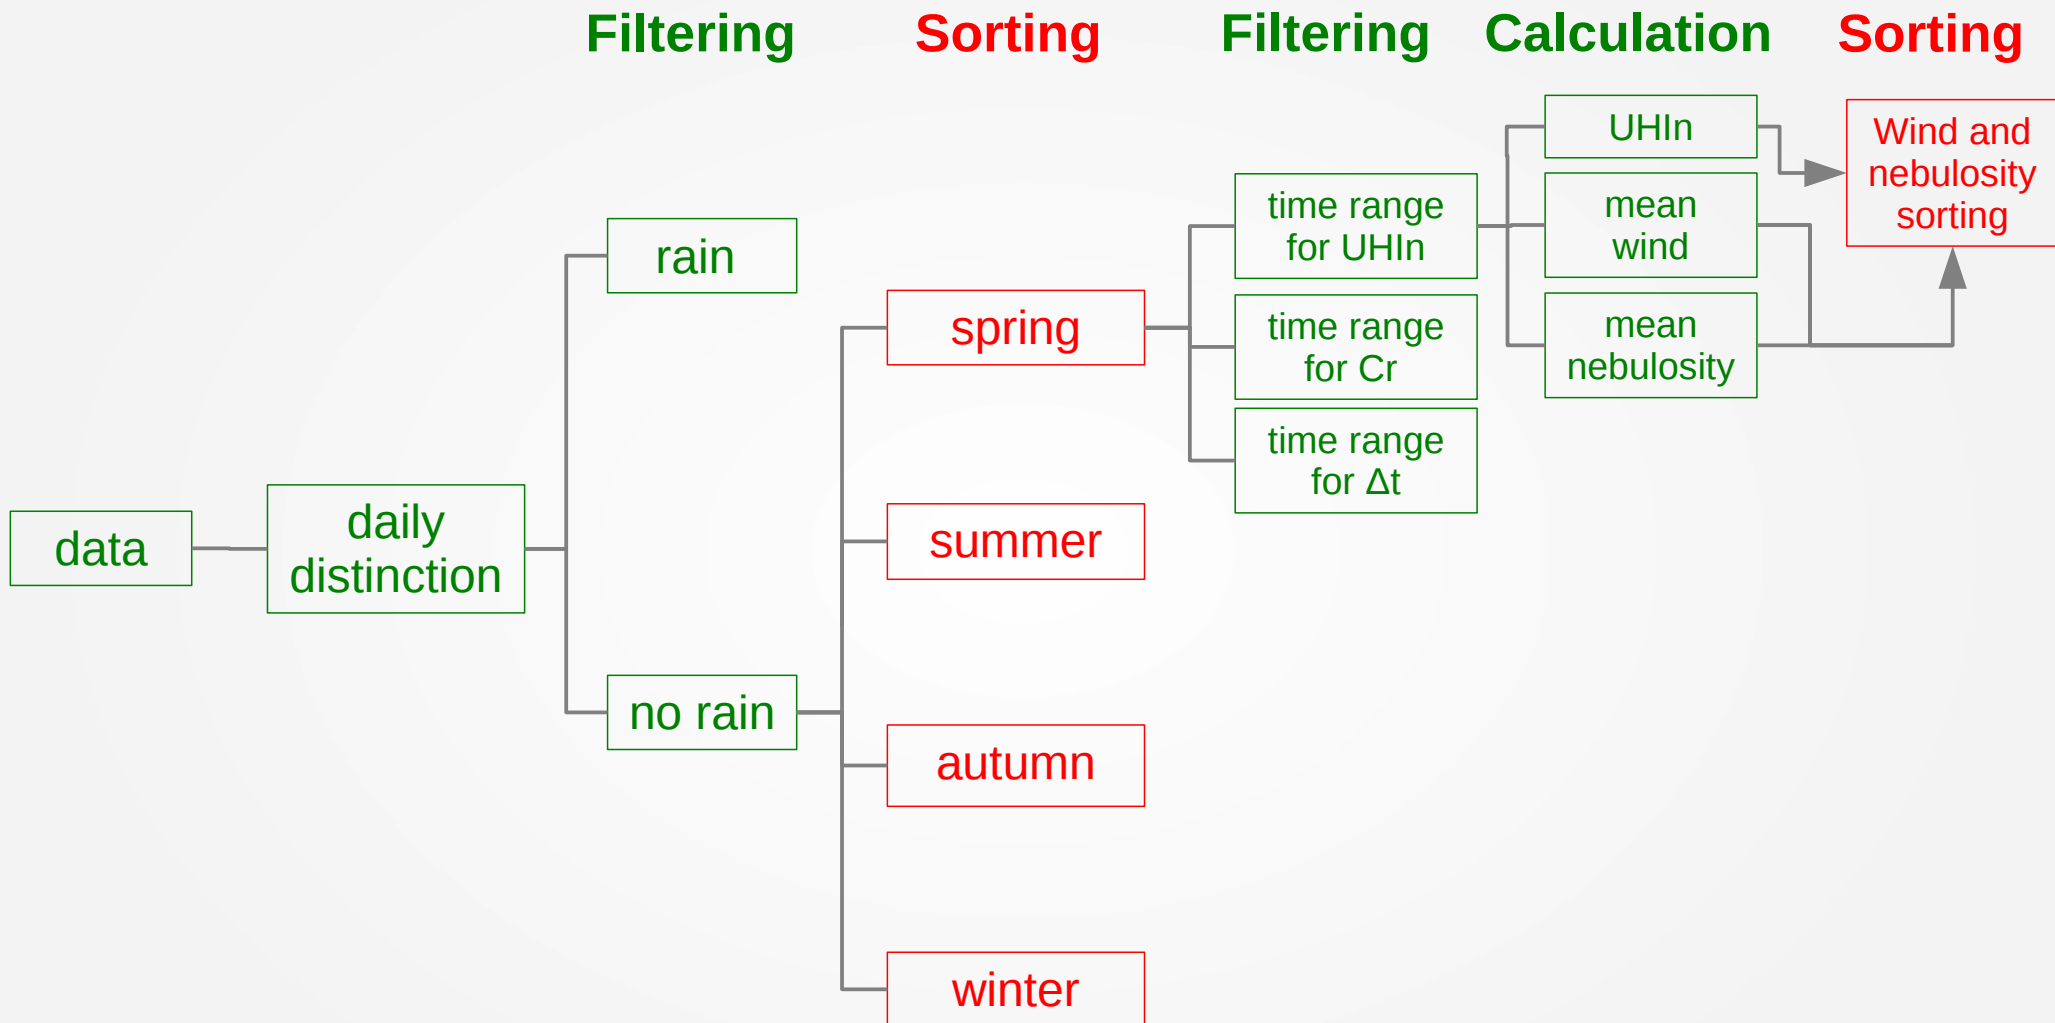 Filtering
Sorting
Filtering
Calculation
Sorting
data
daily
distinction
rain
no rain
spring
summer
autumn
winter
time range
for UHIn
time range
for Cr
time range
for Δt
UHIn
mean
wind
mean
nebulosity
Wind and
nebulosity
sorting